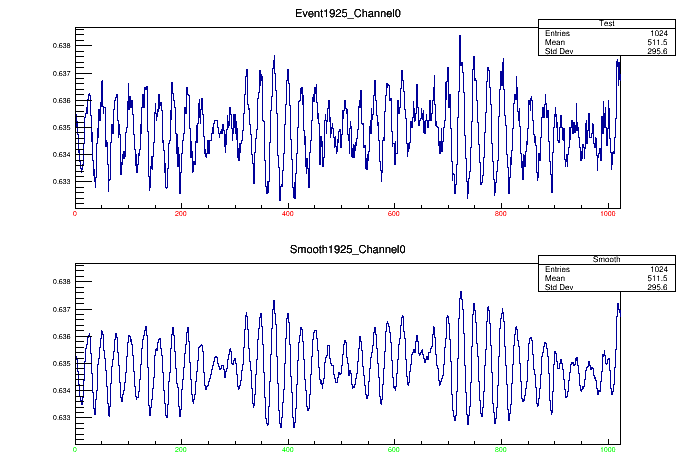 Event1925_Channel0
Test
Entries 1024
Mean 511.5
Std Dev 295.6
0.638
0.637
0.636
0.635
0.634
0.633
0 200 400 600 800 1000
Smooth1925_Channel0
Smooth
Entries 1024
Mean 511.5
Std Dev 295.6
0.638
0.637
0.636
0.635
0.634
0.633
0 200 400 600 800 1000